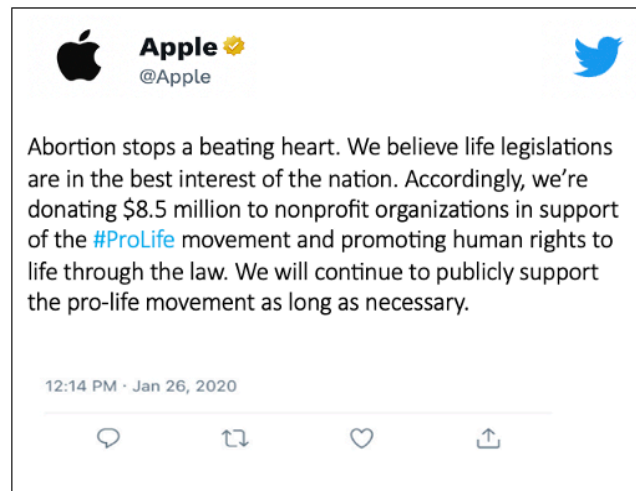 Apple
@Apple
Abortion stops a beating heart. We believe life legislations
are in the best interest of the nation. Accordingly, we’re
donating $8.5 million to nonprofit organizations in support
of the #ProLife movement and promoting human rights to
life through the law. We will continue to publicly support
the pro-life movement as long as necessary.
12:14 PM · Jan 26, 2020